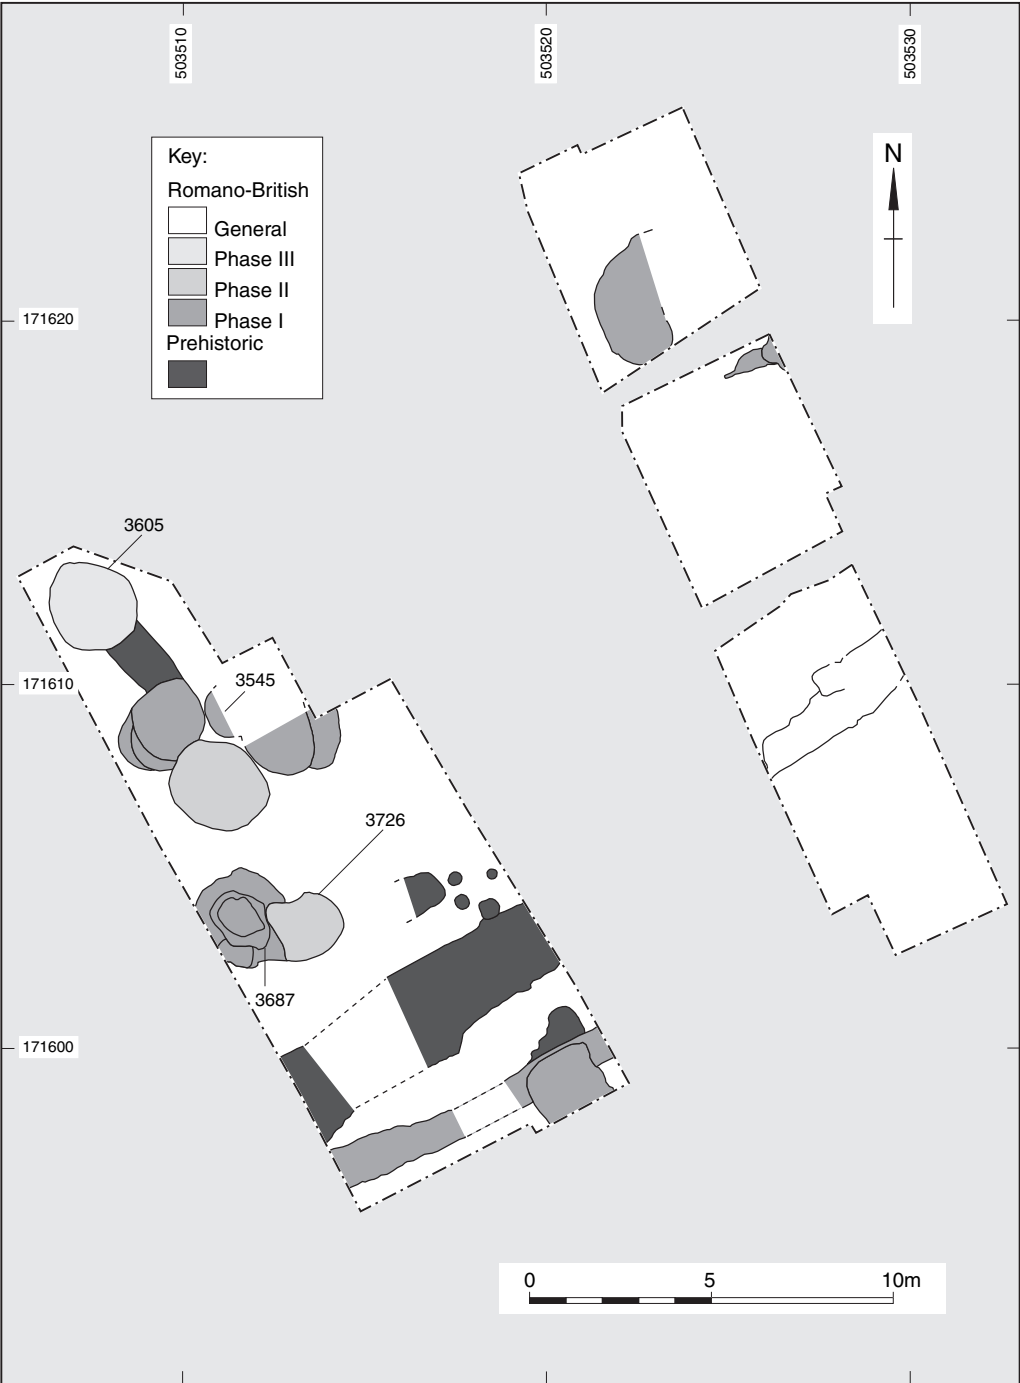 503510
503520
503530
Key:
Romano-British
General
Phase III
Phase II
Phase I
Prehistoric
N
171620
3605
171610
3545
3726
3687
171600
0 5 10m